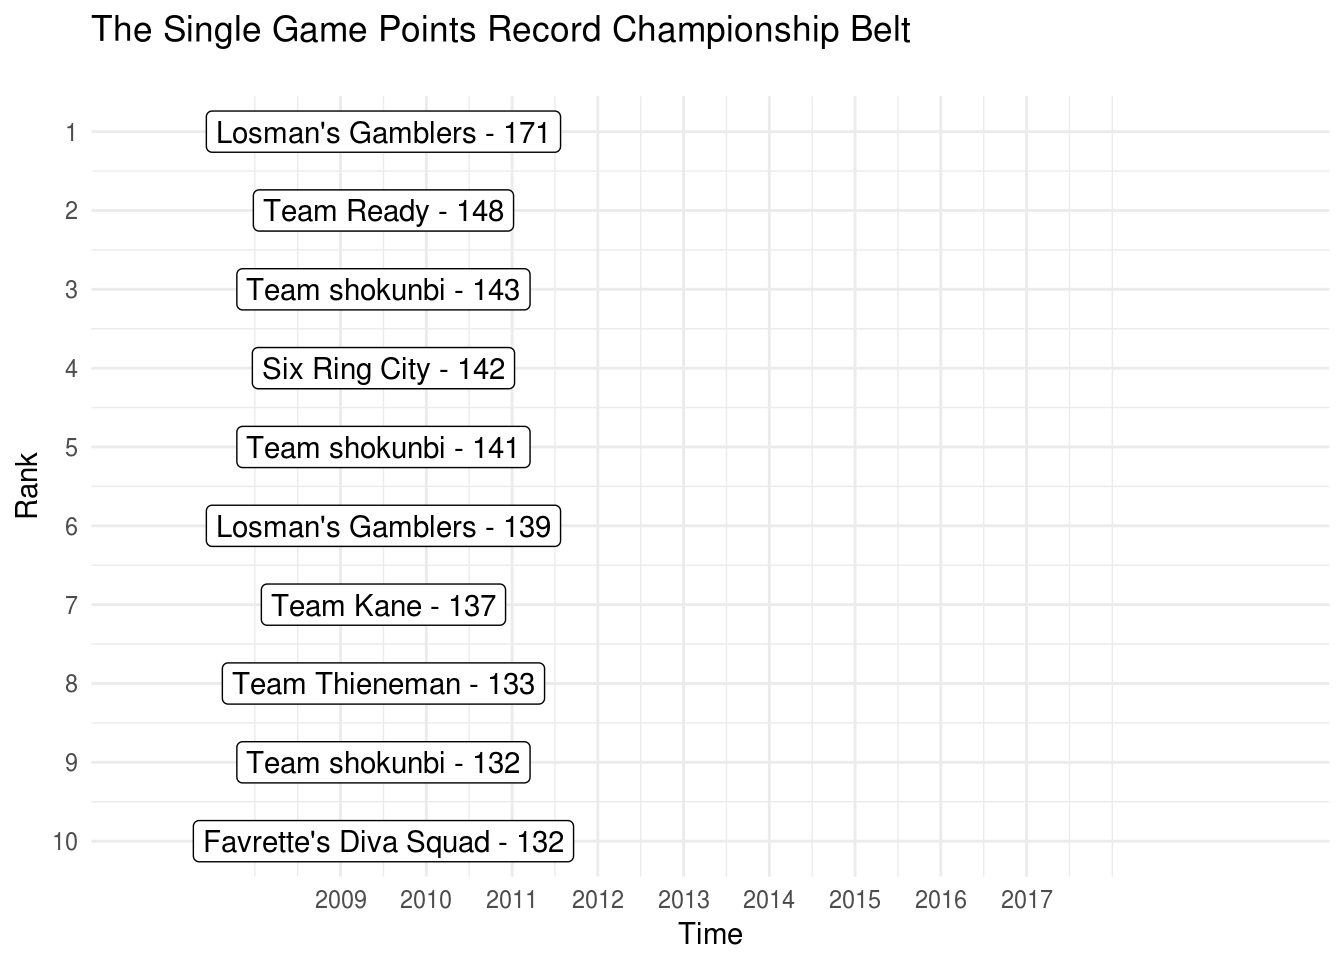 The Single Game Points Record Championship Belt
1
Losman's Gamblers - 171
2
Team Ready - 148
3
Team shokunbi - 143
4
Six Ring City - 142
5
Team shokunbi - 141
6
Losman's Gamblers - 139
7
Team Kane - 137
8
Team Thieneman - 133
9
Team shokunbi - 132
10
Favrette's Diva Squad - 132
Rank
2009 2010 2011 2012 2013 2014 2015 2016 2017
Time